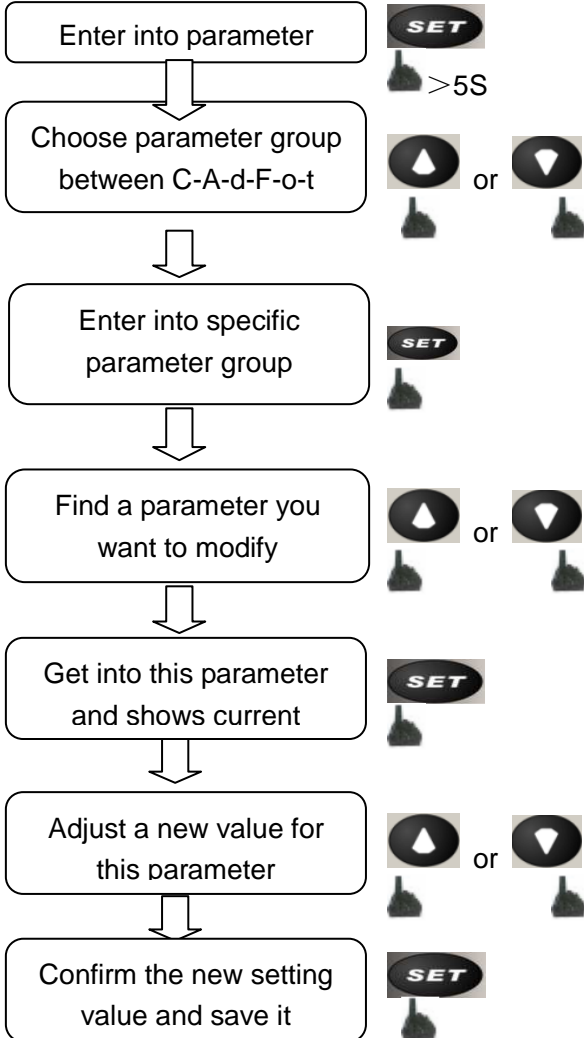 Enter into parameter
SET
>5S
Choose parameter group
between C-A-d-F-o-t
or
Enter into specific
parameter group
SET
Find a parameter you
want to modify
or
Get into this parameter
and shows current
SET
Adjust a new value for
this parameter
or
Confirm the new setting
value and save it
SET